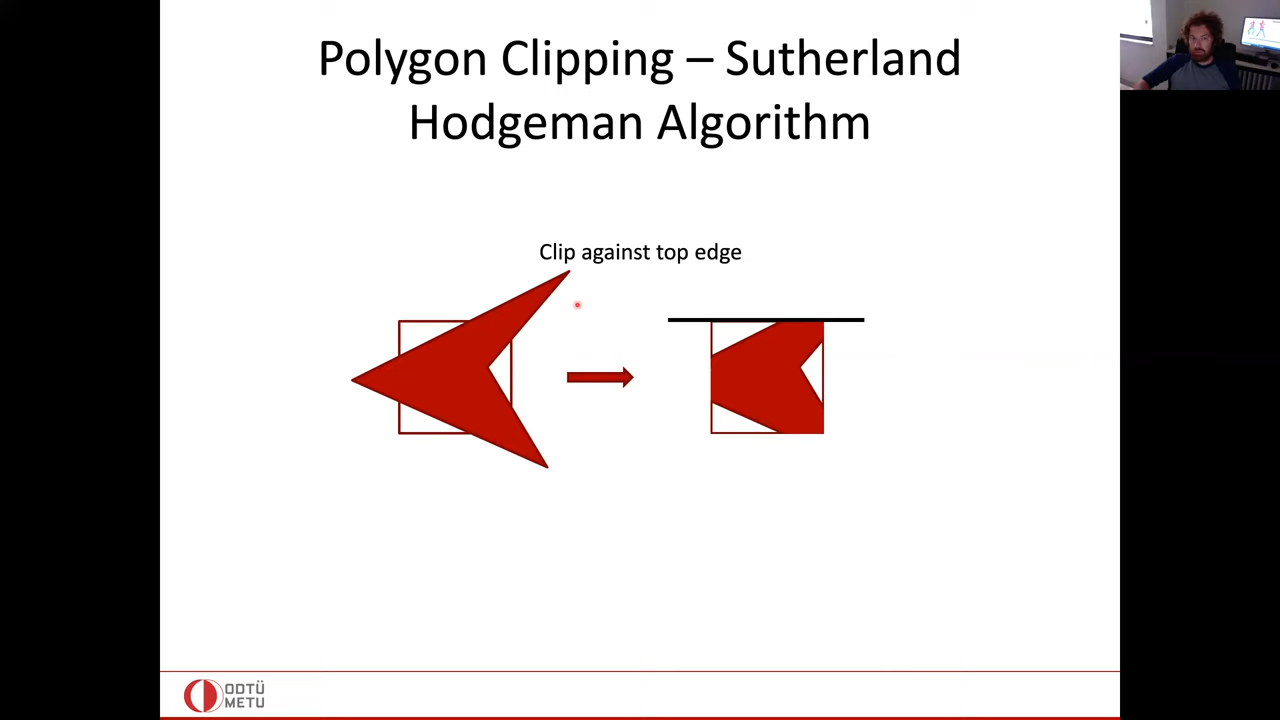 Polygon Clipping – Sutherland
Hodgeman Algorithm
Clip against top edge
ODTÜ
METU